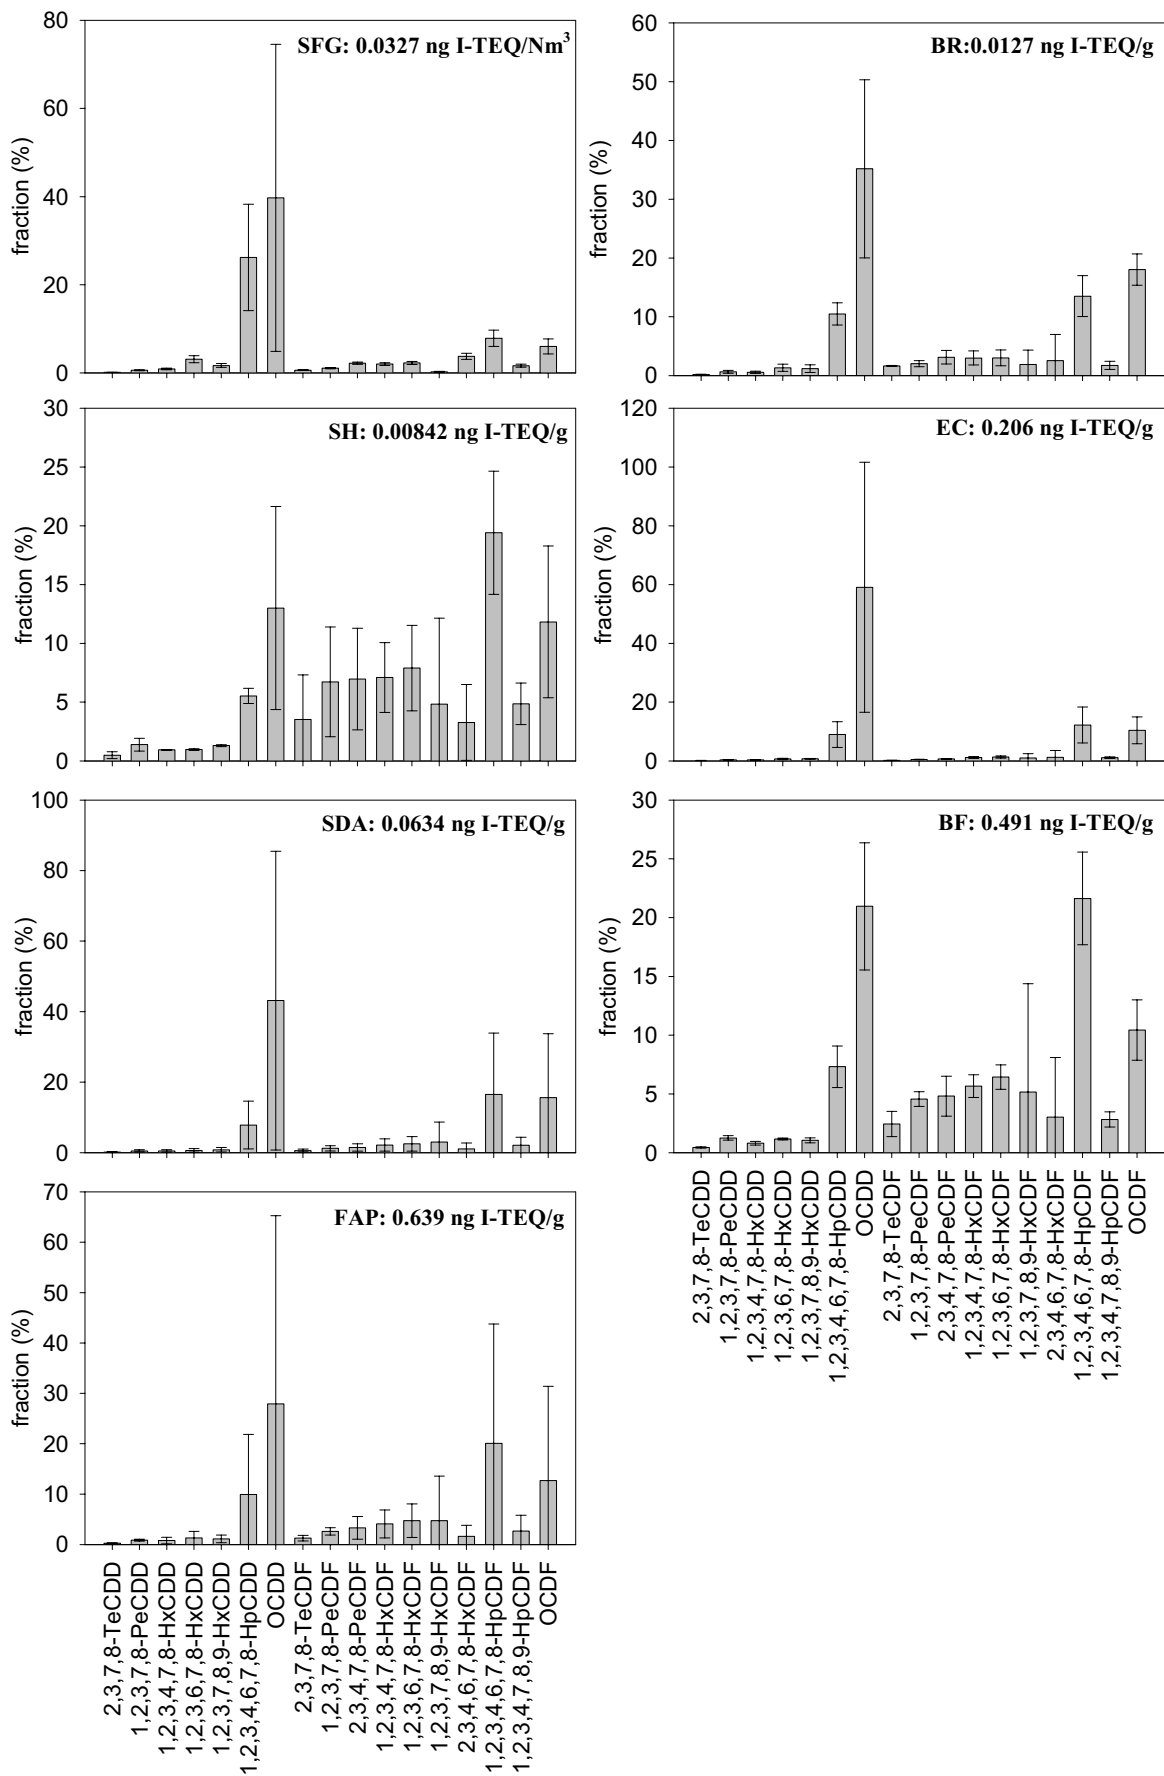 SFG: 0.0327 ng I-TEQ/Nm³
fraction (%)
80
60
40
20
0
BR:0.0127 ng I-TEQ/g
fraction (%)
60
50
40
30
20
10
0
SH: 0.00842 ng I-TEQ/g
fraction (%)
30
25
20
15
10
5
0
EC: 0.206 ng I-TEQ/g
fraction (%)
120
100
80
60
40
20
0
SDA: 0.0634 ng I-TEQ/g
fraction (%)
100
80
60
40
20
0
BF: 0.491 ng I-TEQ/g
fraction (%)
30
25
20
15
10
5
0
2,3,7,8-TeCDD
1,2,3,7,8-PeCDD
1,2,3,4,7,8-HxCDD
1,2,3,6,7,8-HxCDD
1,2,3,7,8,9-HxCDD
1,2,3,4,6,7,8-HpCDD
OCDD
2,3,7,8-TeCDF
1,2,3,7,8-PeCDF
2,3,4,7,8-PeCDF
1,2,3,4,7,8-HxCDF
1,2,3,6,7,8-HxCDF
1,2,3,7,8,9-HxCDF
2,3,4,6,7,8-HxCDF
1,2,3,4,6,7,8-HpCDF
1,2,3,4,7,8,9-HpCDF
OCDF
FAP: 0.639 ng I-TEQ/g
fraction (%)
70
60
50
40
30
20
10
0
2,3,7,8-TeCDD
1,2,3,7,8-PeCDD
1,2,3,4,7,8-HxCDD
1,2,3,6,7,8-HxCDD
1,2,3,7,8,9-HxCDD
1,2,3,4,6,7,8-HpCDD
OCDD
2,3,7,8-TeCDF
1,2,3,7,8-PeCDF
2,3,4,7,8-PeCDF
1,2,3,4,7,8-HxCDF
1,2,3,6,7,8-HxCDF
1,2,3,7,8,9-HxCDF
2,3,4,6,7,8-HxCDF
1,2,3,4,6,7,8-HpCDF
1,2,3,4,7,8,9-HpCDF
OCDF